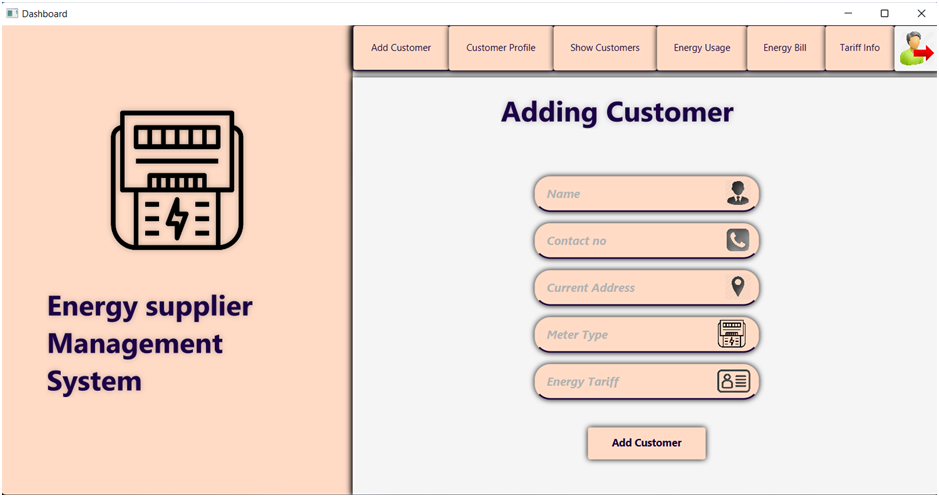 Dashboard
Add Customer
Customer Profile
Show Customers
Energy Usage
Energy Bill
Tariff Info
Energy supplier
Management
System
Adding Customer
Name
Contact no
Current Address
Meter Type
Energy Tariff
Add Customer